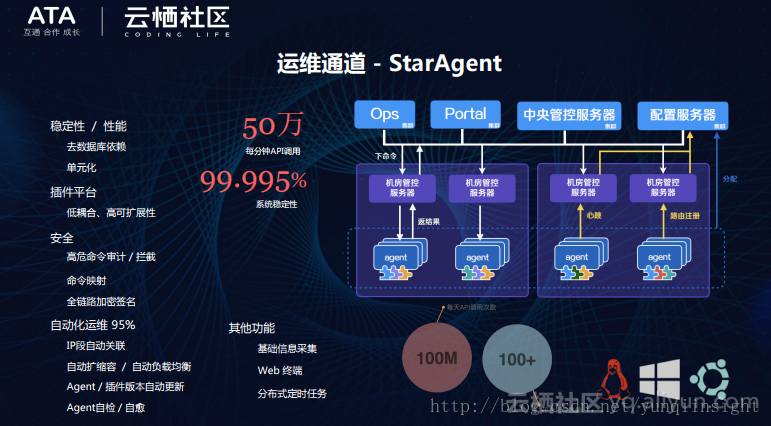 ATA
互通 合作 成长
云栖社区
CODING LIFE
运维通道 - StarAgent
稳定性 / 性能
去数据库依赖
单元化
插件平台
低耦合、高可扩展性
安全
高危命令审计 / 拦截
命令映射
全链路加密签名
自动化运维 95%
IP段自动关联
自动扩缩容 / 自动负载均衡
Agent / 插件版本自动更新
Agent自检 / 自愈
50万
每分钟API调用
99.995%
系统稳定性
其他功能
基础信息采集
Web 终端
分布式定时任务
Ops
集群
Portal
集群
中央管控服务器
集群
配置服务器
集群
下命令
机房管控
服务器
机房管控
服务器
机房管控
服务器
机房管控
服务器
分配
返结果
心跳
路由注册
agent
agent
agent
agent
每天API调用次数
100M
100+
云栖社区 yq.aliyun.com
http://blog.csdn.net/yunqiinsight